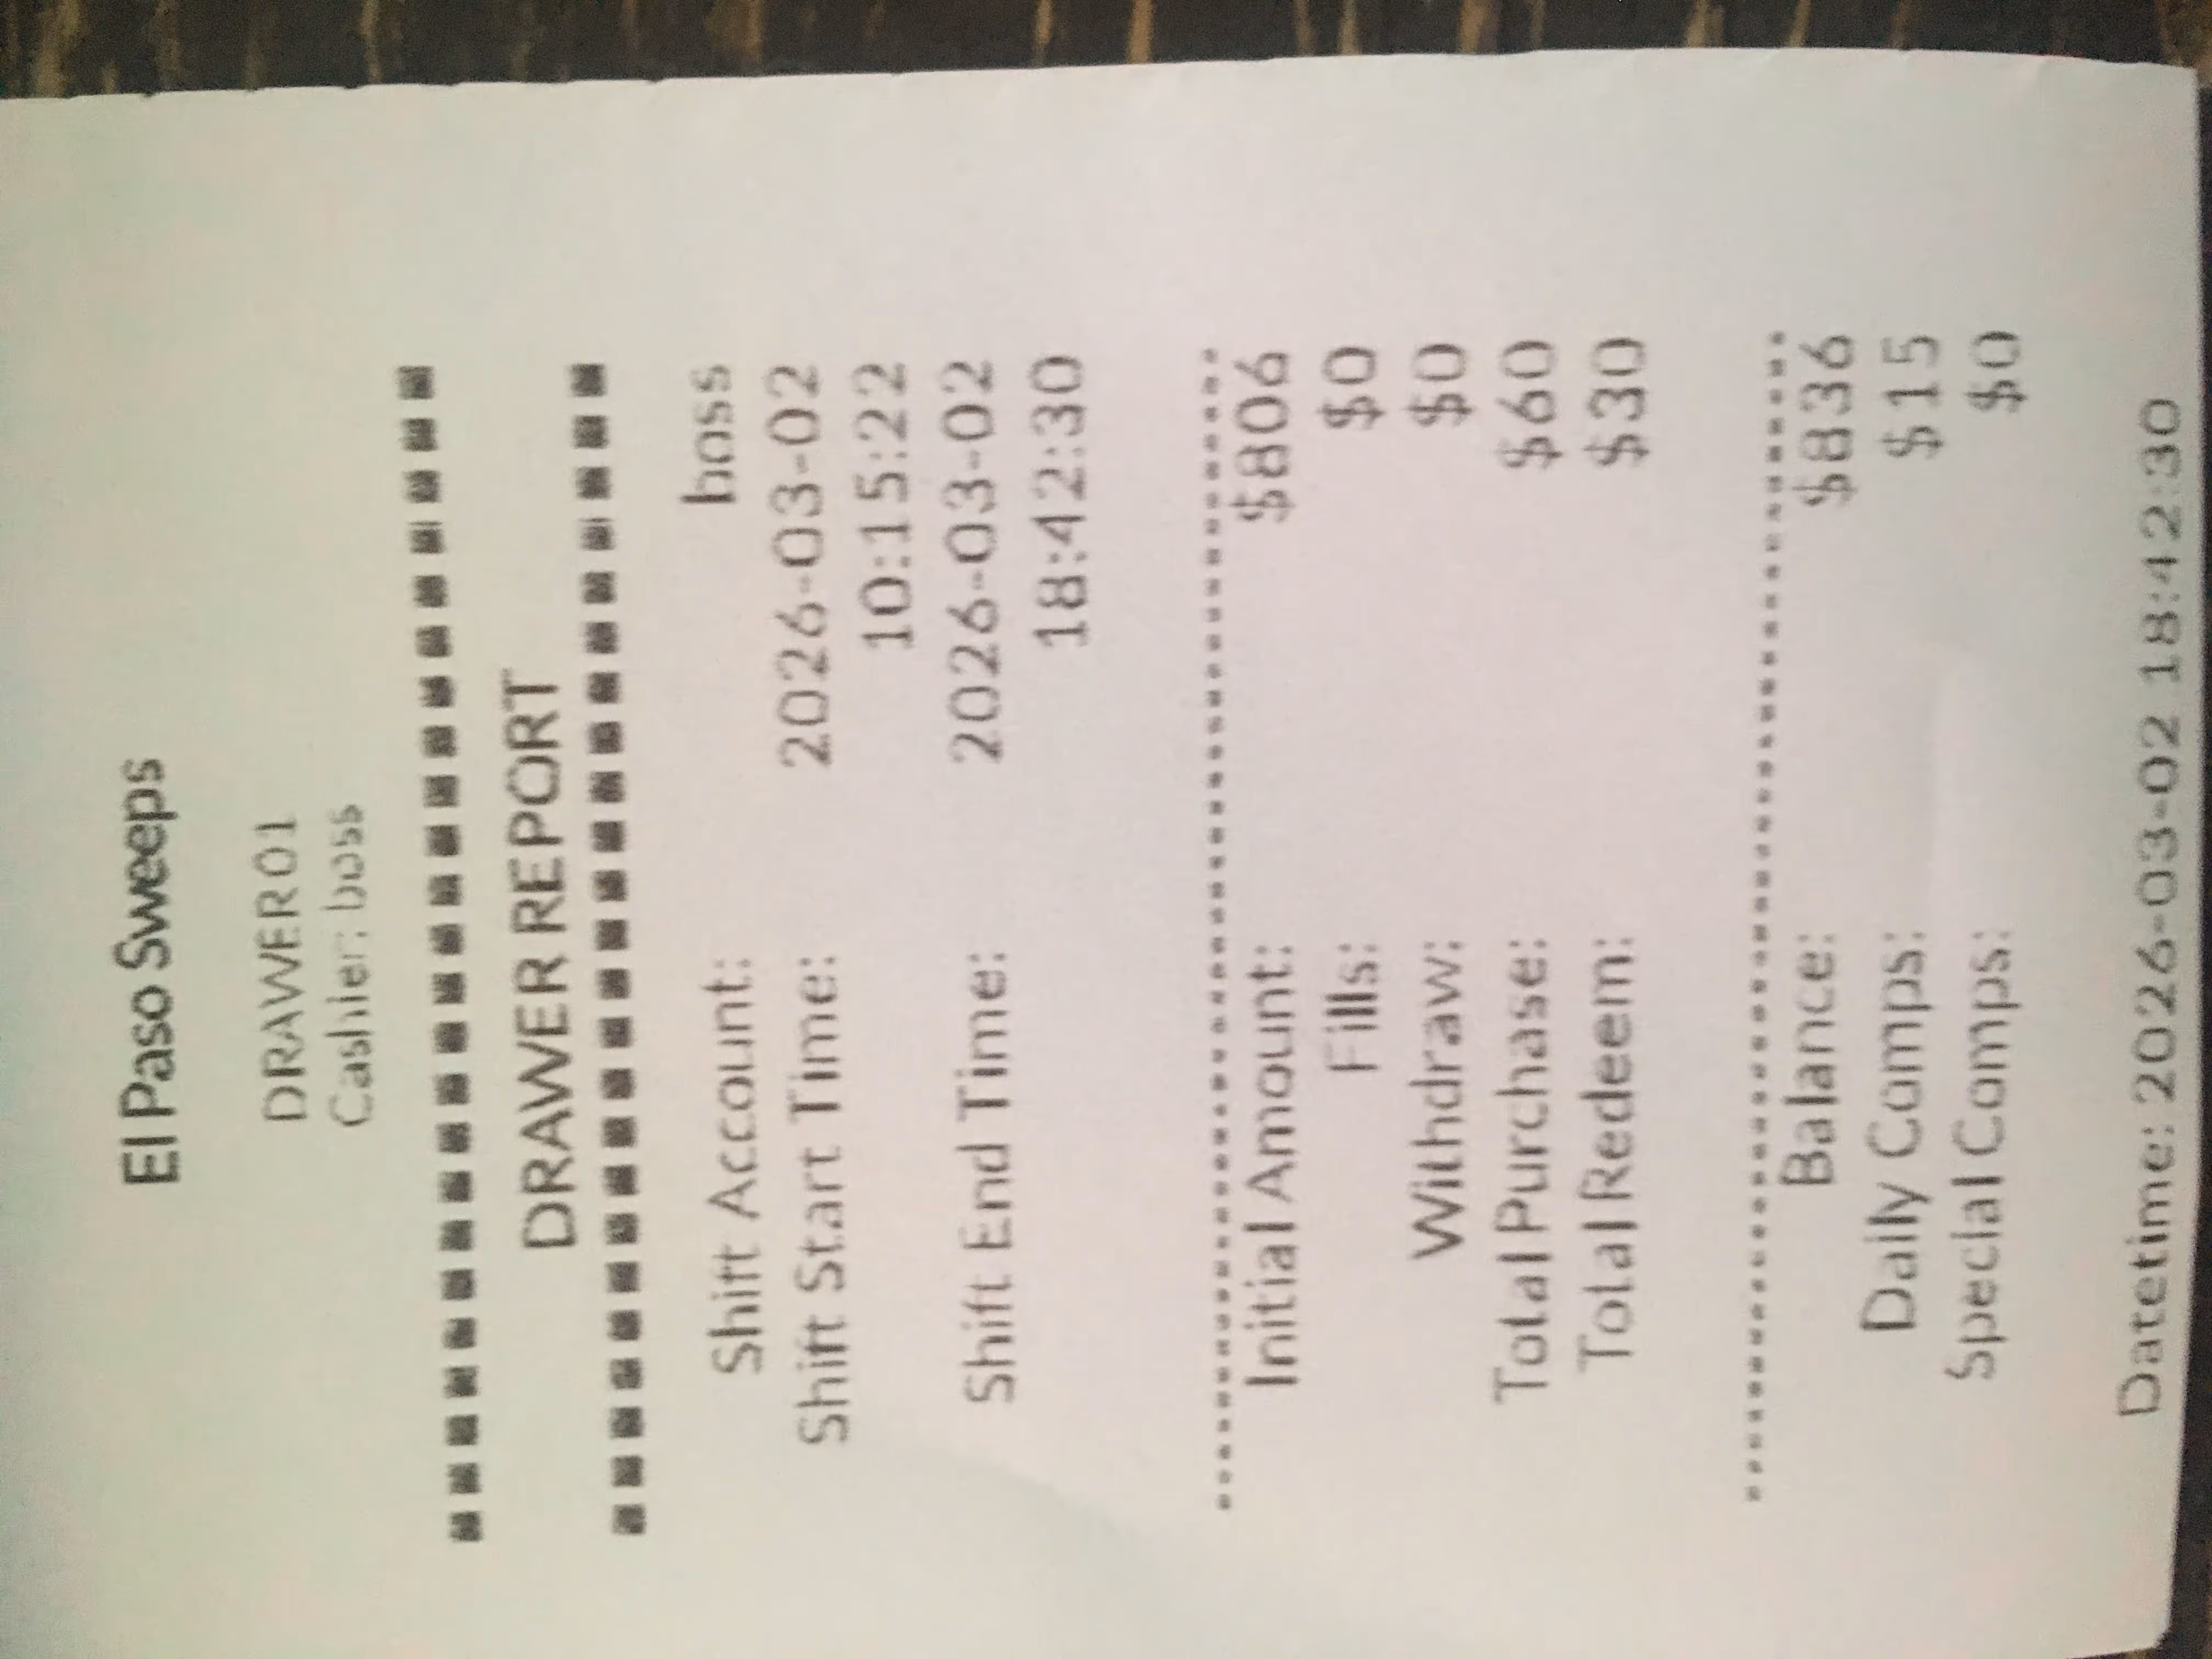 El Paso Sweeps
DRAWER01
Cashier: boss
DRAWER REPORT
Shift Account: boss
Shift Start Time: 2026-03-02
10:15:22
Shift End Time: 2026-03-02
18:42:30
Initial Amount: $806
Fills: $0
Withdraw: $0
Total Purchase: $60
Total Redeem: $30
Balance: $836
Daily Comps: $15
Special Comps: $0
Datetime: 2026-03-02 18:42:30